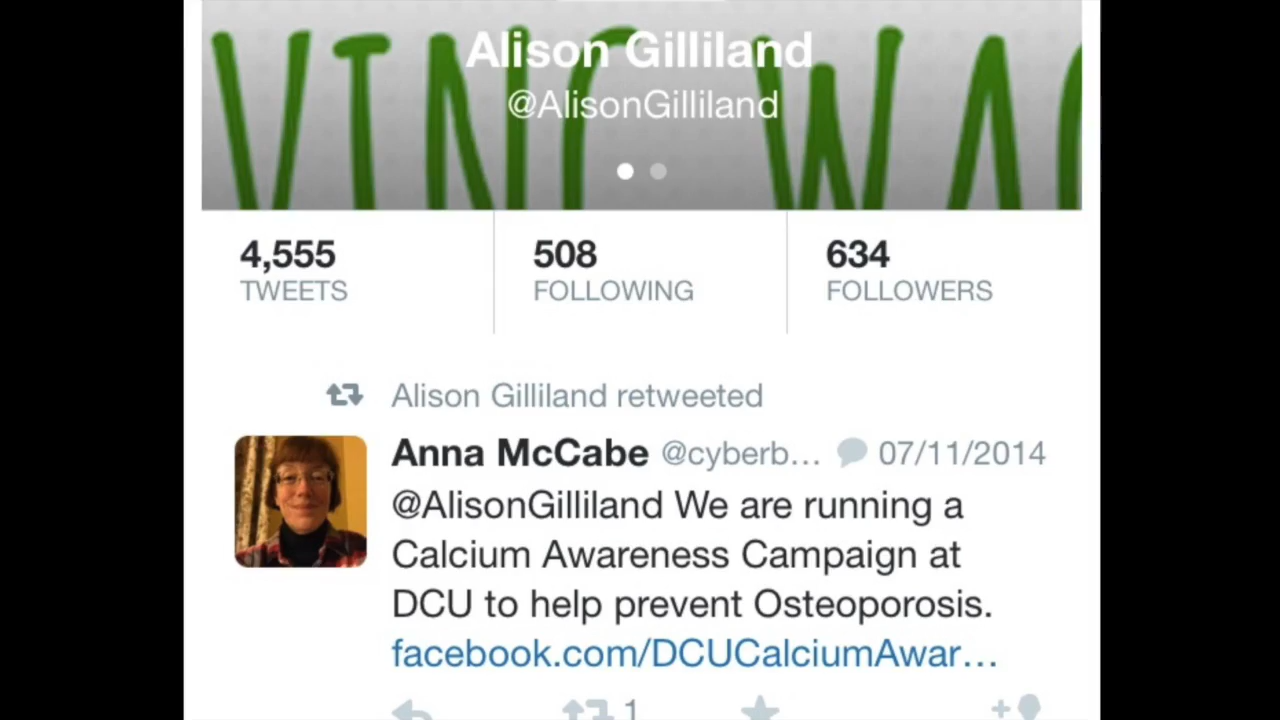 Alison Gilliland
@AlisonGilliland
4,555
TWEETS
508
FOLLOWING
634
FOLLOWERS
Alison Gilliland retweeted
Anna McCabe @cyberb... 07/11/2014
@AlisonGilliland We are running a
Calcium Awareness Campaign at
DCU to help prevent Osteoporosis.
facebook.com/DCUCalciumAwar...
1